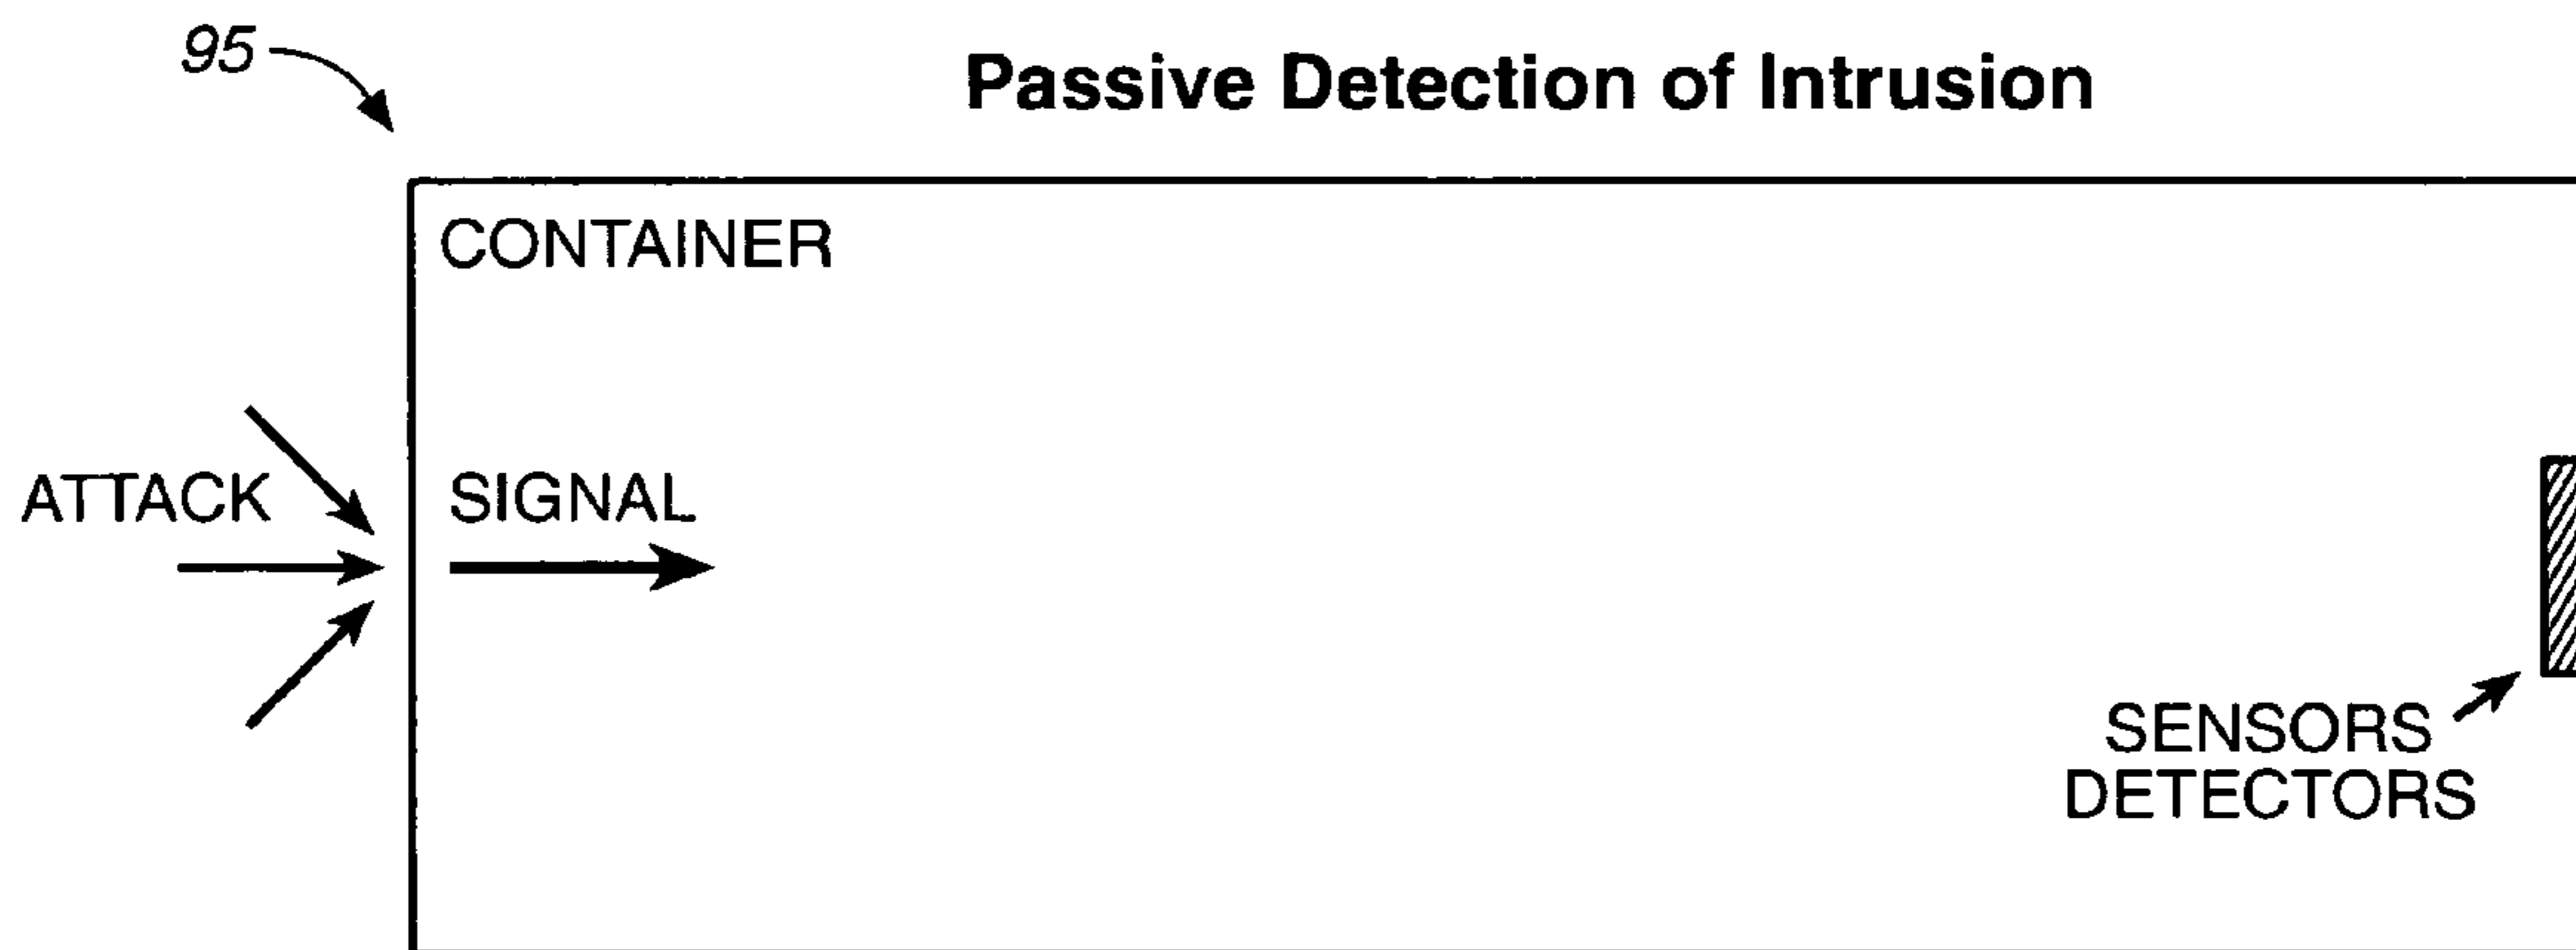 95
Passive Detection of Intrusion
CONTAINER
ATTACK
SIGNAL
SENSORS
DETECTORS